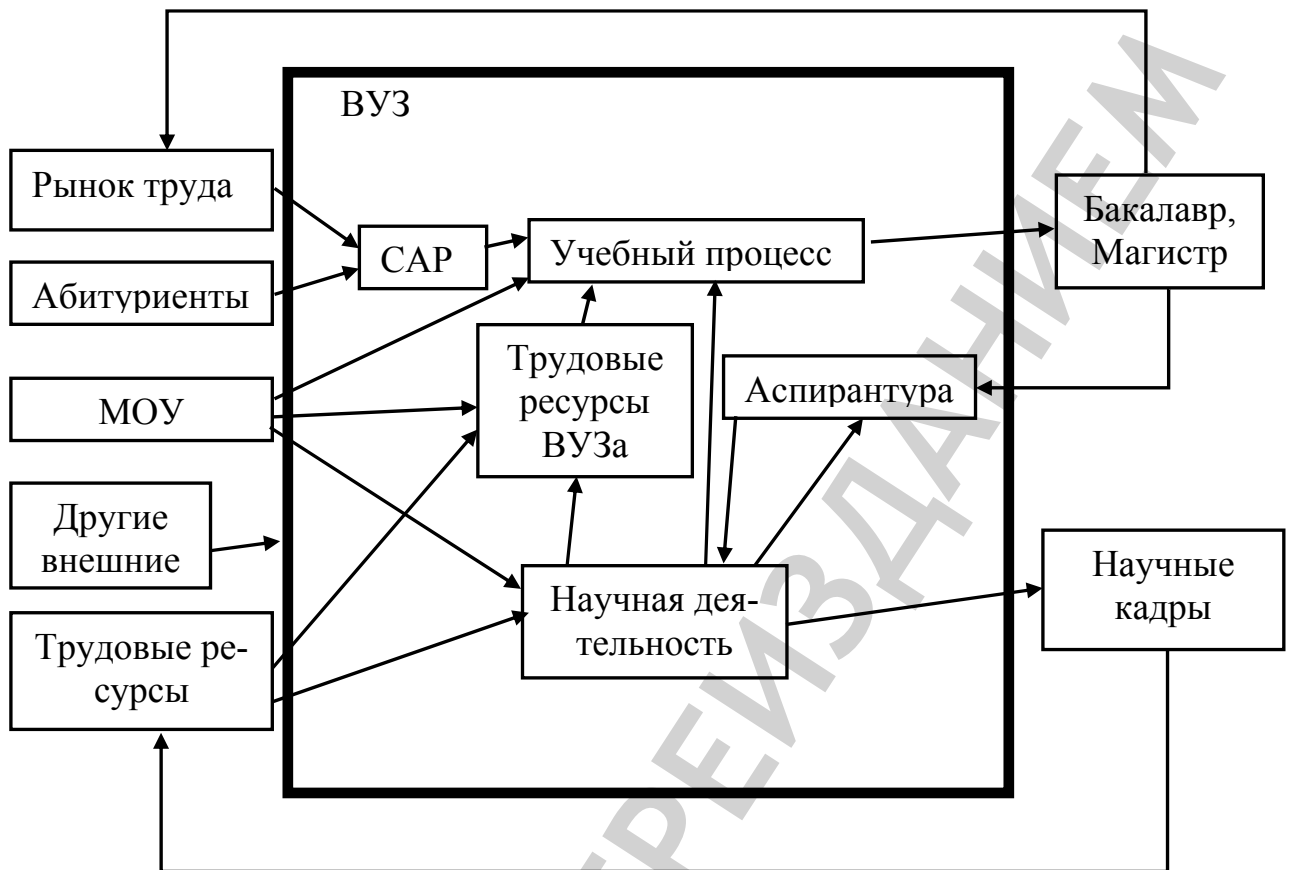 ВУЗ
Рынок труда
Бакалавр,
Магистр
САР
Учебный процесс
Абитуриенты
Трудовые
ресурсы
ВУЗа
Аспирантура
МОУ
Другие
внешние
Научная дея-
тельность
Научные
кадры
Трудовые ре-
сурсы
ЕРЕИЗДАНИЕМ